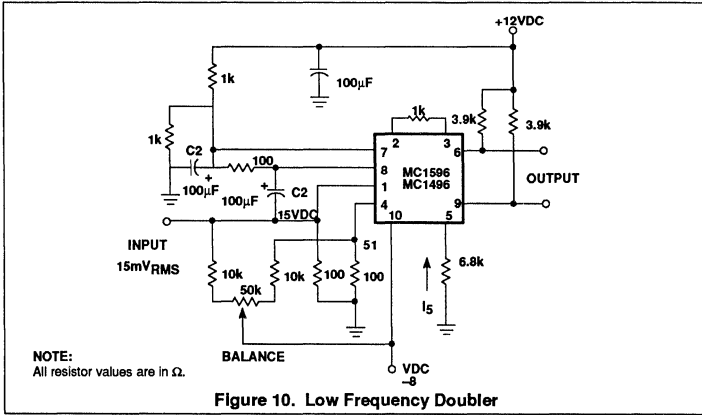 +12VDC
1k
100µF
1k
3.9k
3.9k
1k
2
3
C2
7
6
+
100
8
MC1596
MC1496
100µF
+
C2
1
OUTPUT
100µF
4
9
15VDC
10
5
INPUT
51
15mVRMS
10k
10k
100
100
6.8k
50k
I5
NOTE:
All resistor values are in Ω.
BALANCE
VDC
–8
Figure 10. Low Frequency Doubler